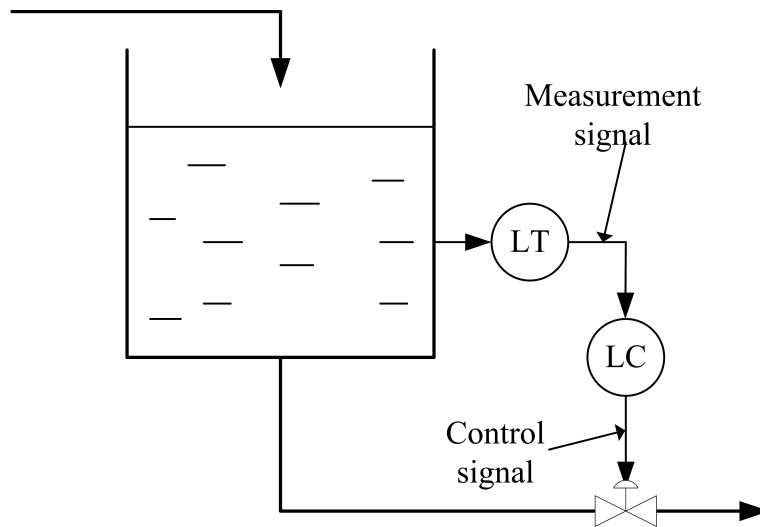 Measurement
signal
LT
LC
Control
signal